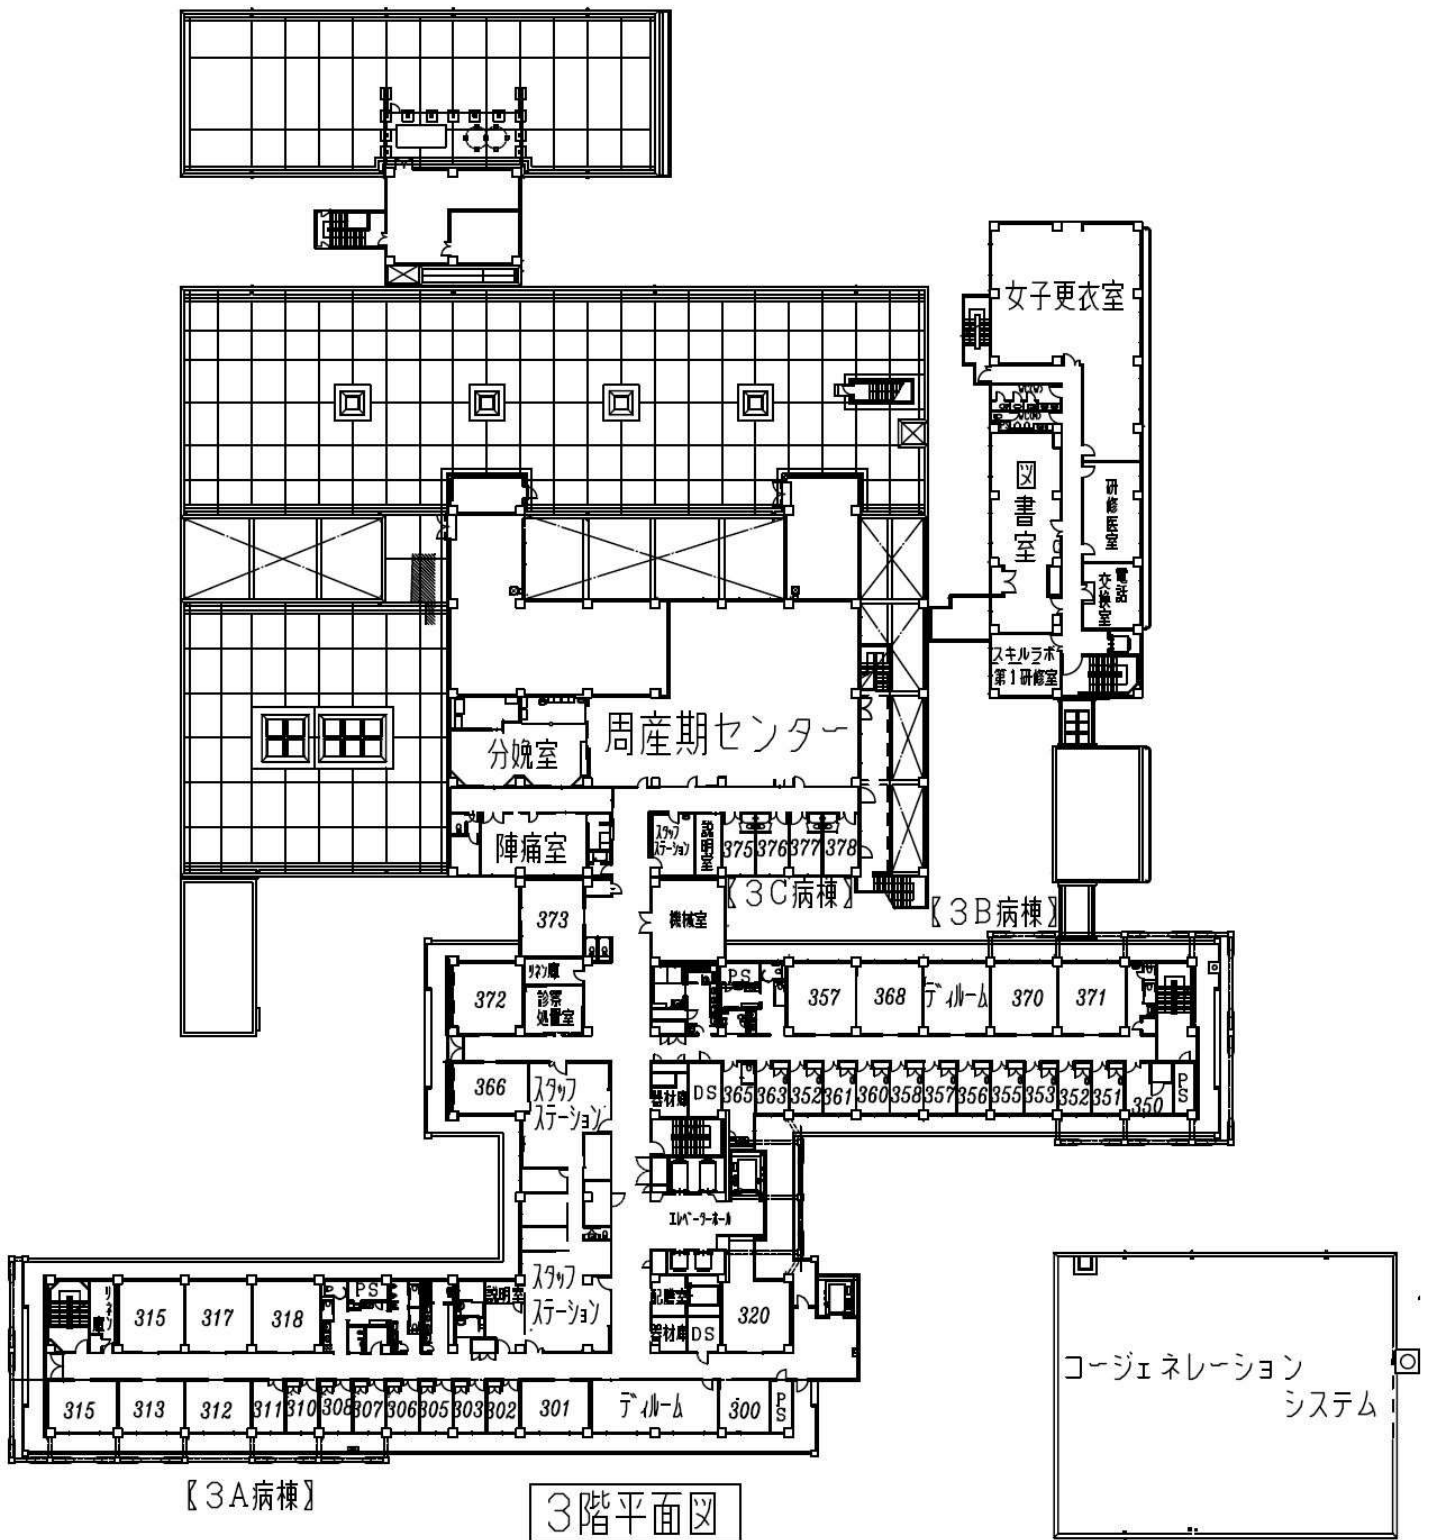 女子更衣室
WC(W)
WC(M)
図書室
研修医室
電話
交換室
スキルラボ
第1研修室
周産期センター
分娩室
陣痛室
スタッフ
ステーション
説明室
375
376
377
378
【3C病棟】
【3B病棟】
373
機械室
リネン庫
372
診察
処置室
PS
357
368
ディルーム
370
371
366
スタッフ
ステーション
器材庫
DS
365
363
352
361
360
358
357
356
355
353
352
351
350
PS
エレベーターホール
315
317
318
リネン
庫
PS
説明室
スタッフ
ステーション
配膳室
320
器材庫
DS
315
313
312
311
310
308
307
306
305
303
302
301
ディルーム
300
PS
【3A病棟】
コージェネレーション
システム
3階平面図